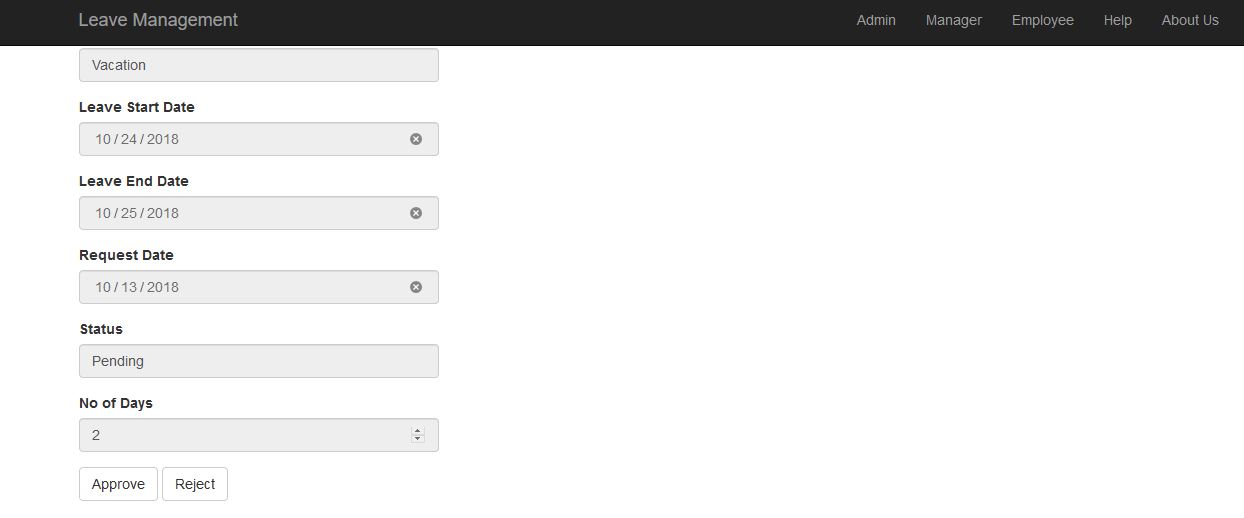 Leave Management Admin Manager Employee Help About Us
Vacation
Leave Start Date
10 / 24 / 2018
Leave End Date
10 / 25 / 2018
Request Date
10 / 13 / 2018
Status
Pending
No of Days
2
Approve Reject